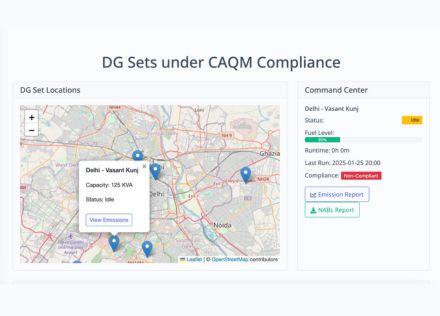 DG Sets under CAQM Compliance
DG Set Locations
+
−
Delhi - Vasant Kunj
×
Capacity: 125 KVA
Status: Idle
View Emissions
Loni
Ghazia
Delhi
Noida
Leaflet | © OpenStreetMap contributors
Command Center
Delhi - Vasant Kunj
Status:
Idle
Fuel Level:
Runtime: 0h 0m
Last Run: 2025-01-25 20:00
Compliance: Non-Compliant
Emission Report
NABL Report